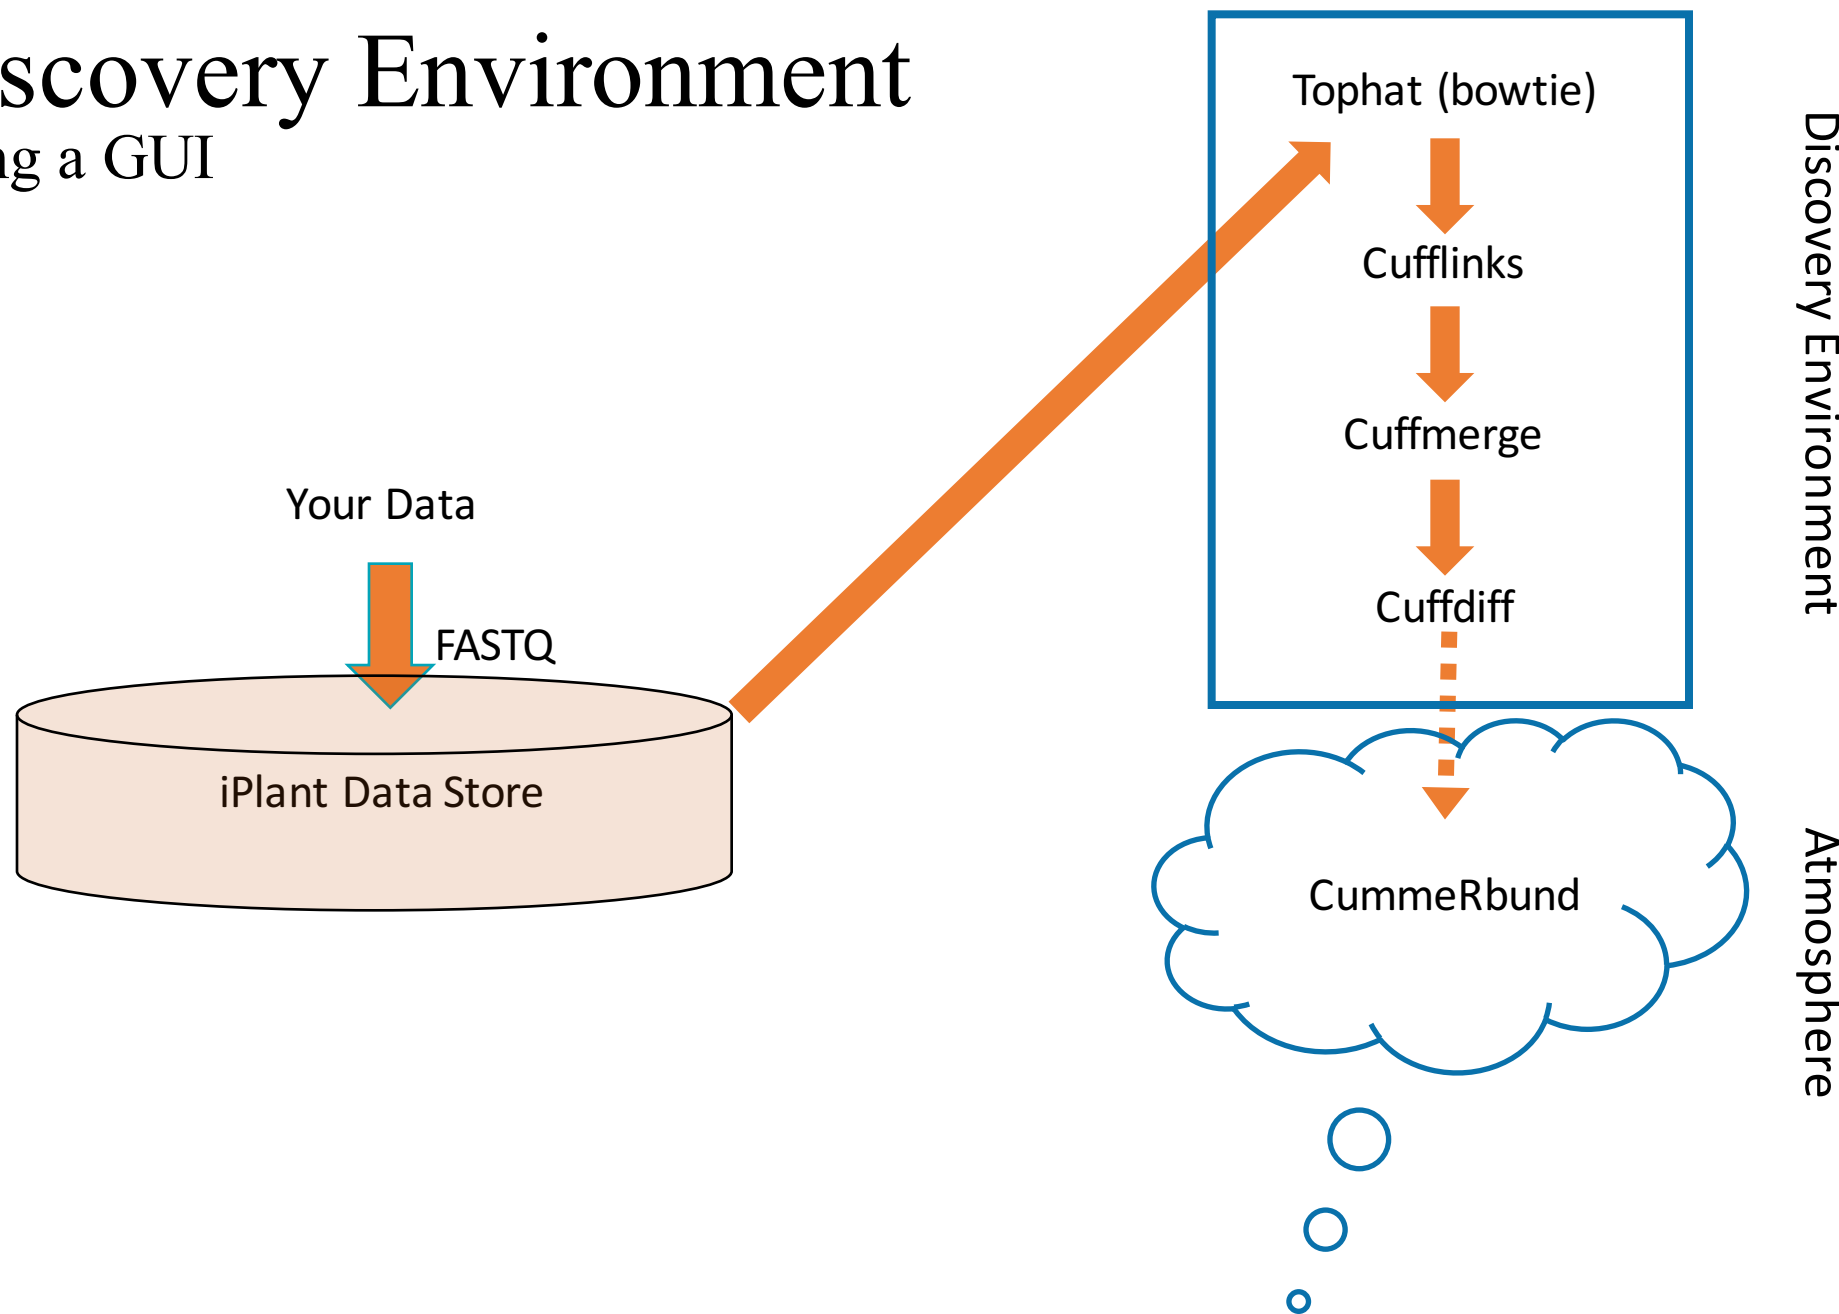 scovery Environment
ng a GUI
Tophat (bowtie)
Cufflinks
Cuffmerge
Cuffdiff
Discovery Environment
Your Data
FASTQ
iPlant Data Store
CummeRbund
Atmosphere